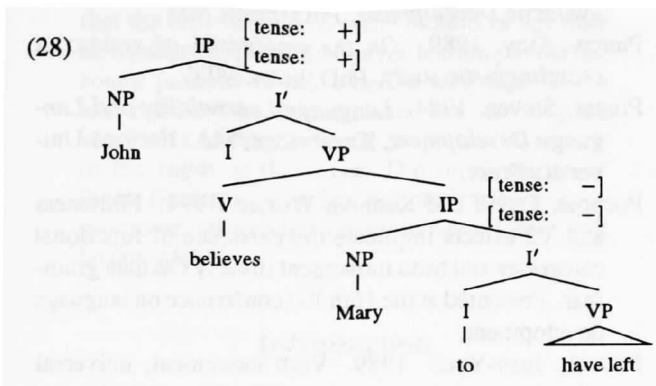 (28) IP [tense: +]
[tense: +]
NP I′
John I VP
[tense: −]
V IP
[tense: −]
believes NP I′
Mary I VP
to have left